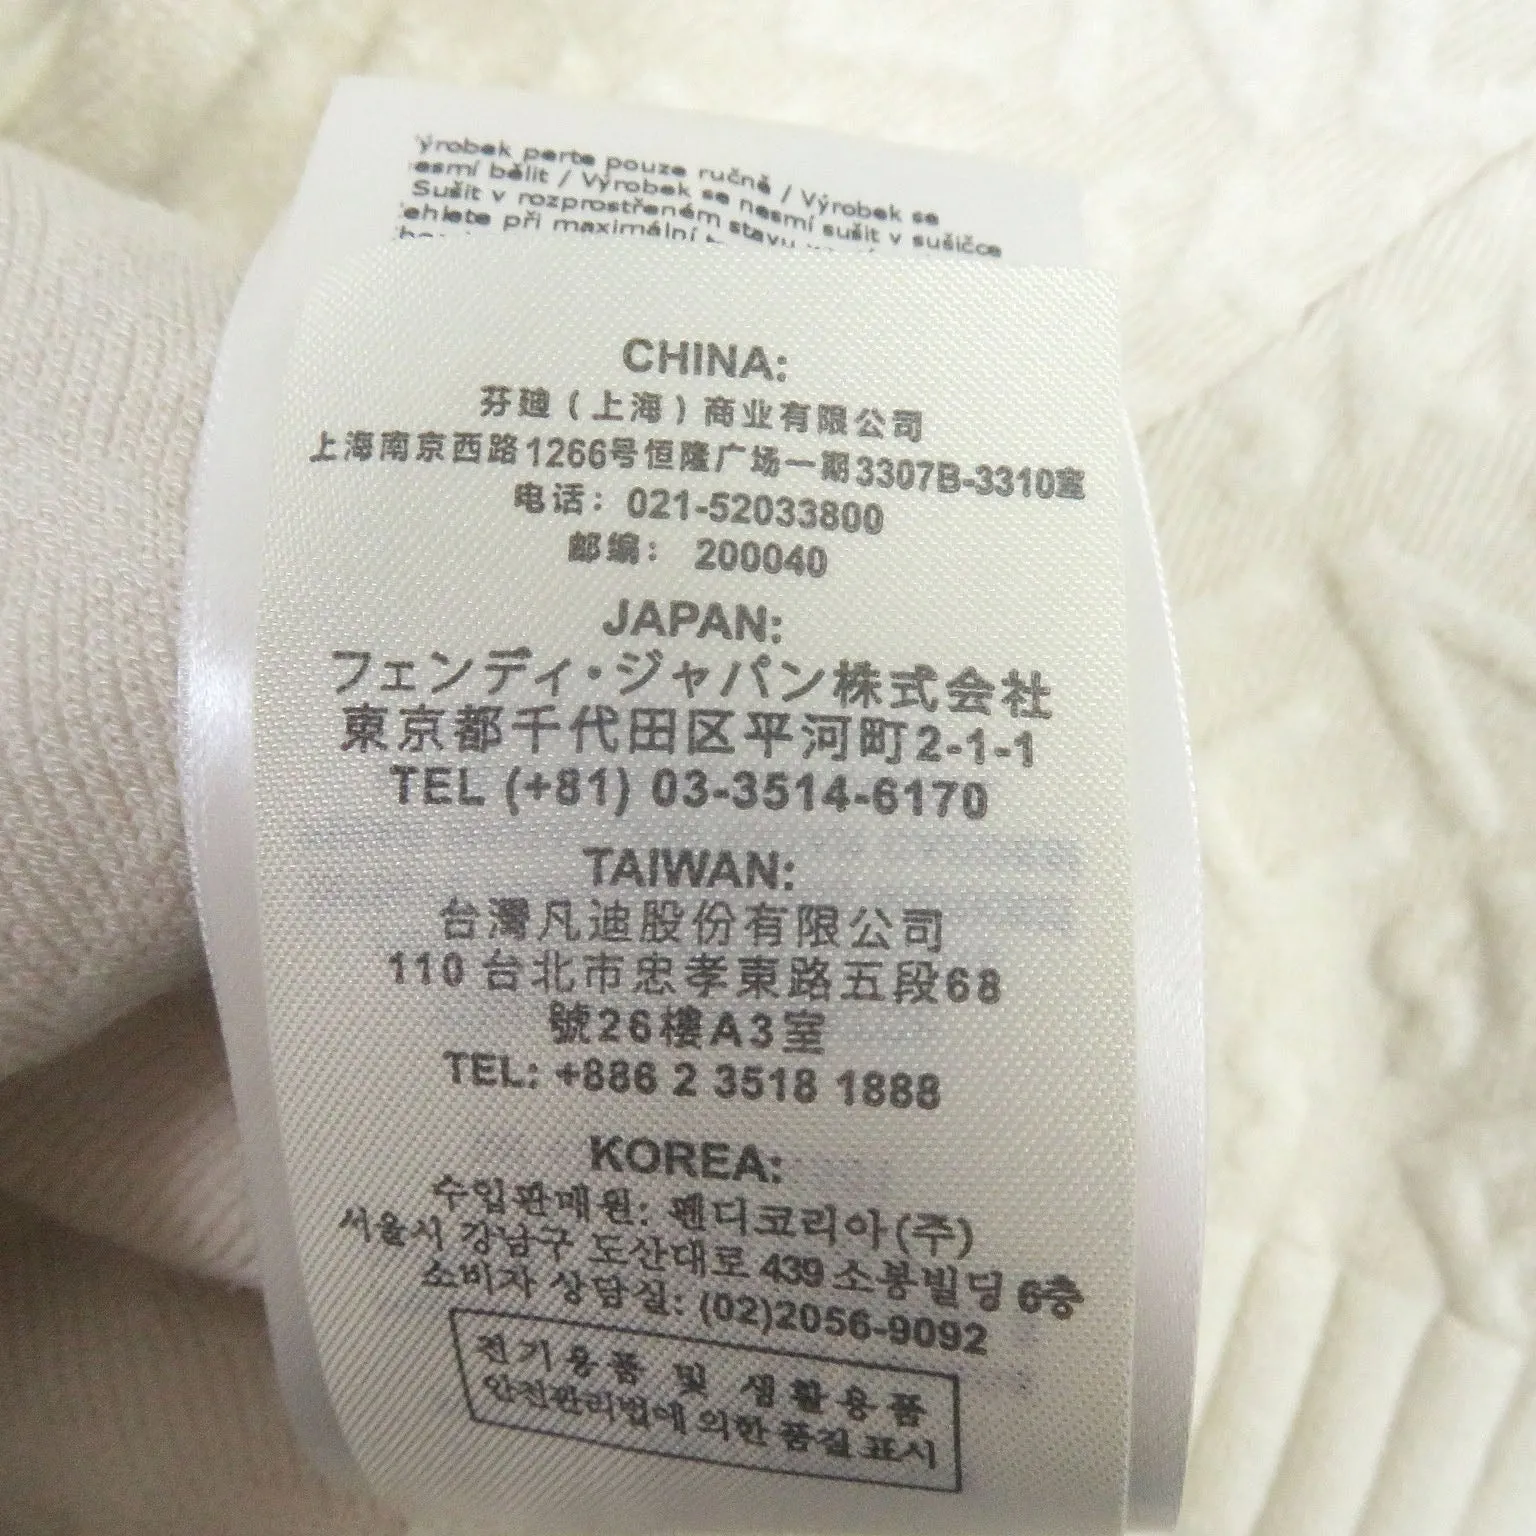 Výrobek perte pouze ručně / Výrobek se
nesmí bělit / Výrobek se nesmí sušit v sušičce
Sušit v rozprostřeném stavu
žehlete při maximální
CHINA:
芬迪（上海）商业有限公司
上海南京西路1266号恒隆广场一期3307B-3310室
电话： 021-52033800
邮编： 200040
JAPAN:
フェンディ・ジャパン株式会社
東京都千代田区平河町2-1-1
TEL (+81) 03-3514-6170
TAIWAN:
台灣凡迪股份有限公司
110 台北市忠孝東路五段68
號26樓A3室
TEL: +886 2 3518 1888
KOREA:
수입판매원: 펜디코리아(주)
서울시 강남구 도산대로 439 소봉빌딩 6층
소비자 상담실: (02)2056-9092
전기용품 및 생활용품
안전관리법에 의한 품질표시